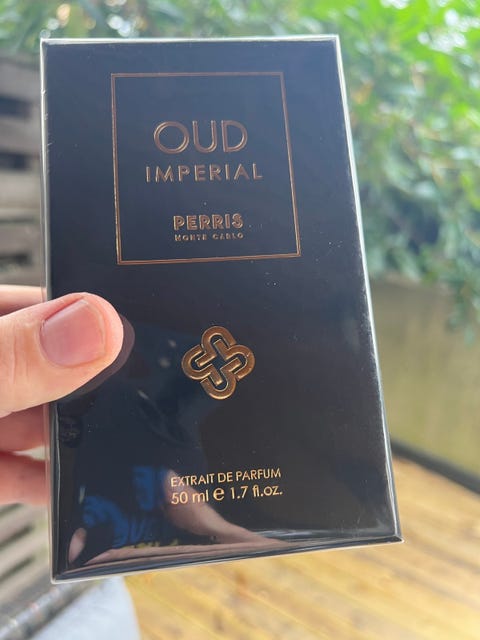 OUD
IMPERIAL
PERRIS
MONTE CARLO
EXTRAIT DE PARFUM
50 ml e 1.7 fl.oz.